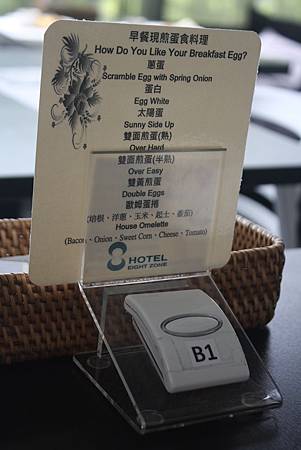 早餐現煎蛋食料理
How Do You Like Your Breakfast Egg?
蔥蛋
Scramble Egg with Spring Onion
蛋白
Egg White
太陽蛋
Sunny Side Up
雙面煎蛋(熟)
Over Hard
雙面煎蛋(半熟)
Over Easy
雙黃煎蛋
Double Eggs
歐姆蛋捲
(培根、洋蔥、玉米、起士、蕃茄)
House Omelette
(Bacon、Onion、Sweet Corn、Cheese、Tomato)
8 HOTEL
EIGHT ZONE
B1